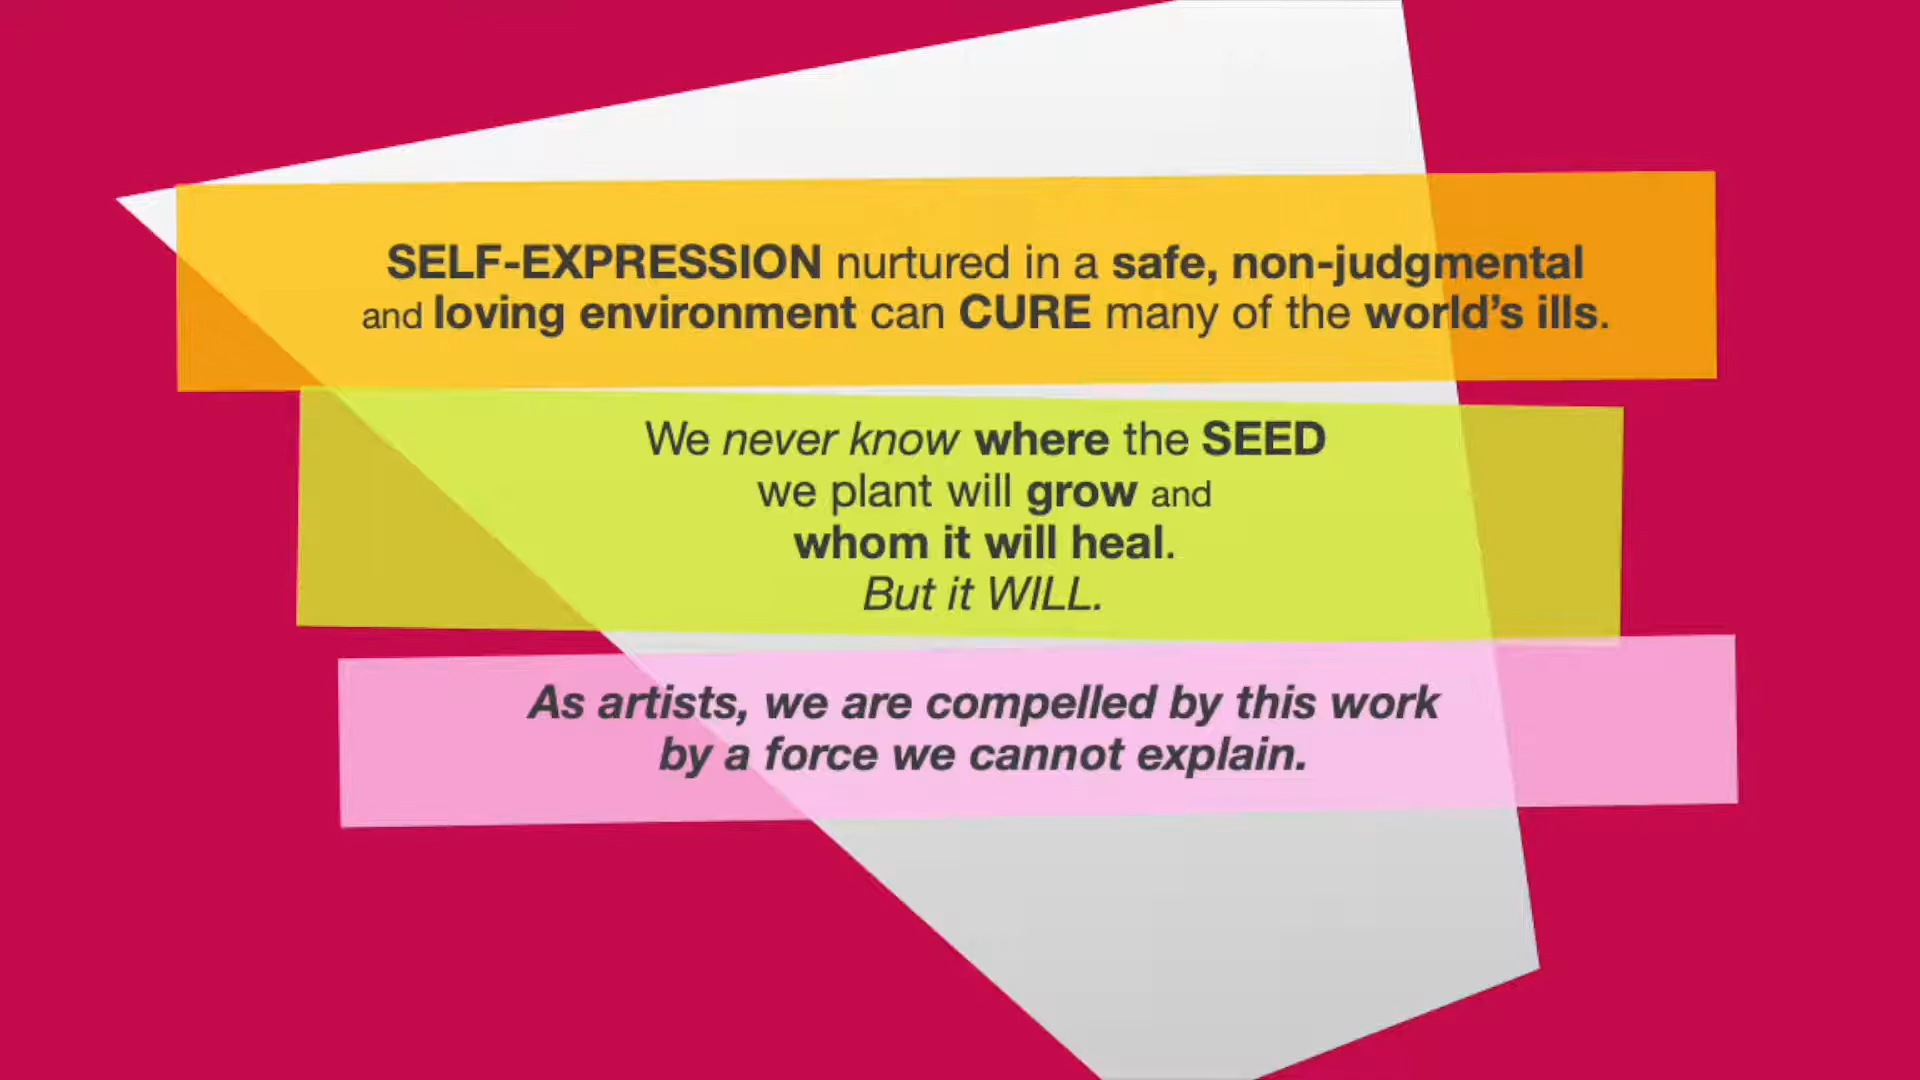 SELF-EXPRESSION nurtured in a safe, non-judgmental
and loving environment can CURE many of the world’s ills.
We never know where the SEED
we plant will grow and
whom it will heal.
But it WILL.
As artists, we are compelled by this work
by a force we cannot explain.